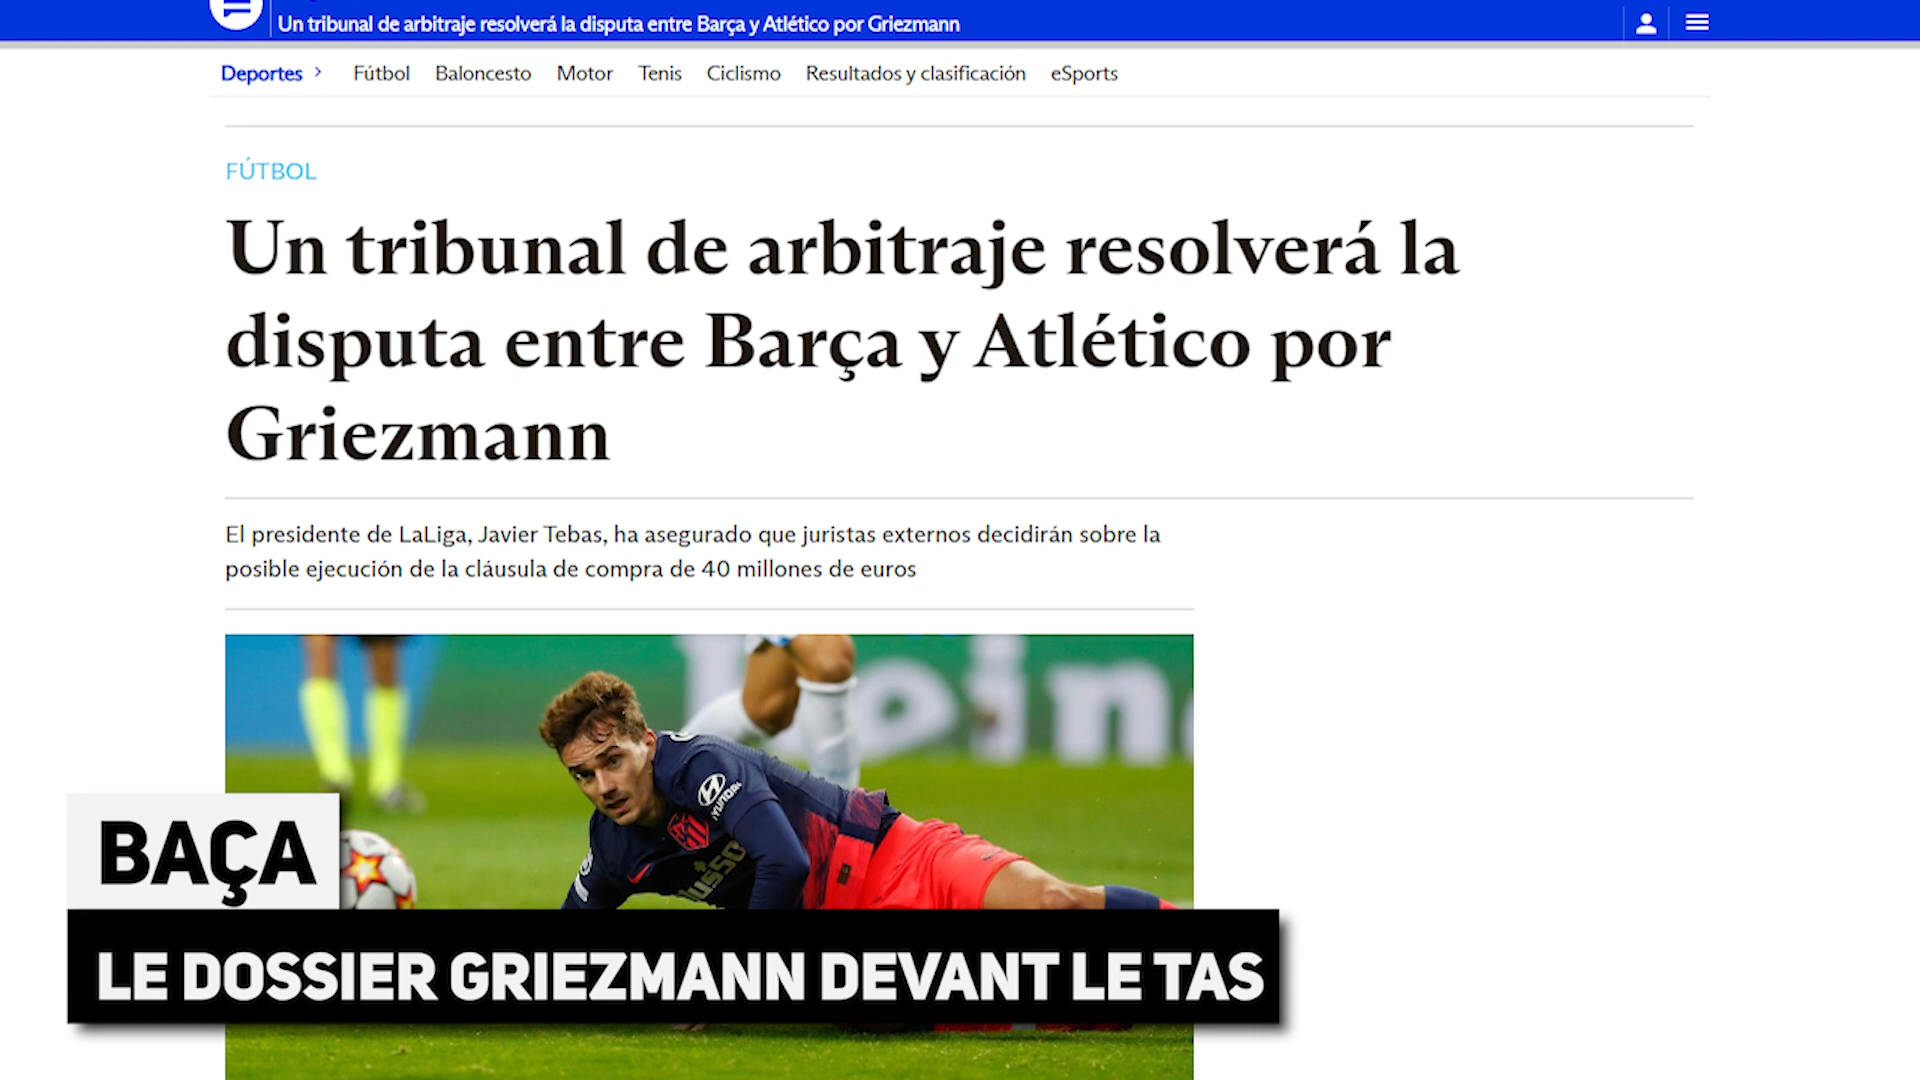 Un tribunal de arbitraje resolverá la disputa entre Barça y Atlético por Griezmann
Deportes > Fútbol Baloncesto Motor Tenis Ciclismo Resultados y clasificación eSports
FÚTBOL
Un tribunal de arbitraje resolverá la
disputa entre Barça y Atlético por
Griezmann
El presidente de LaLiga, Javier Tebas, ha asegurado que juristas externos decidirán sobre la
posible ejecución de la cláusula de compra de 40 millones de euros
HYUNDAI
BAÇA
LE DOSSIER GRIEZMANN DEVANT LE TAS